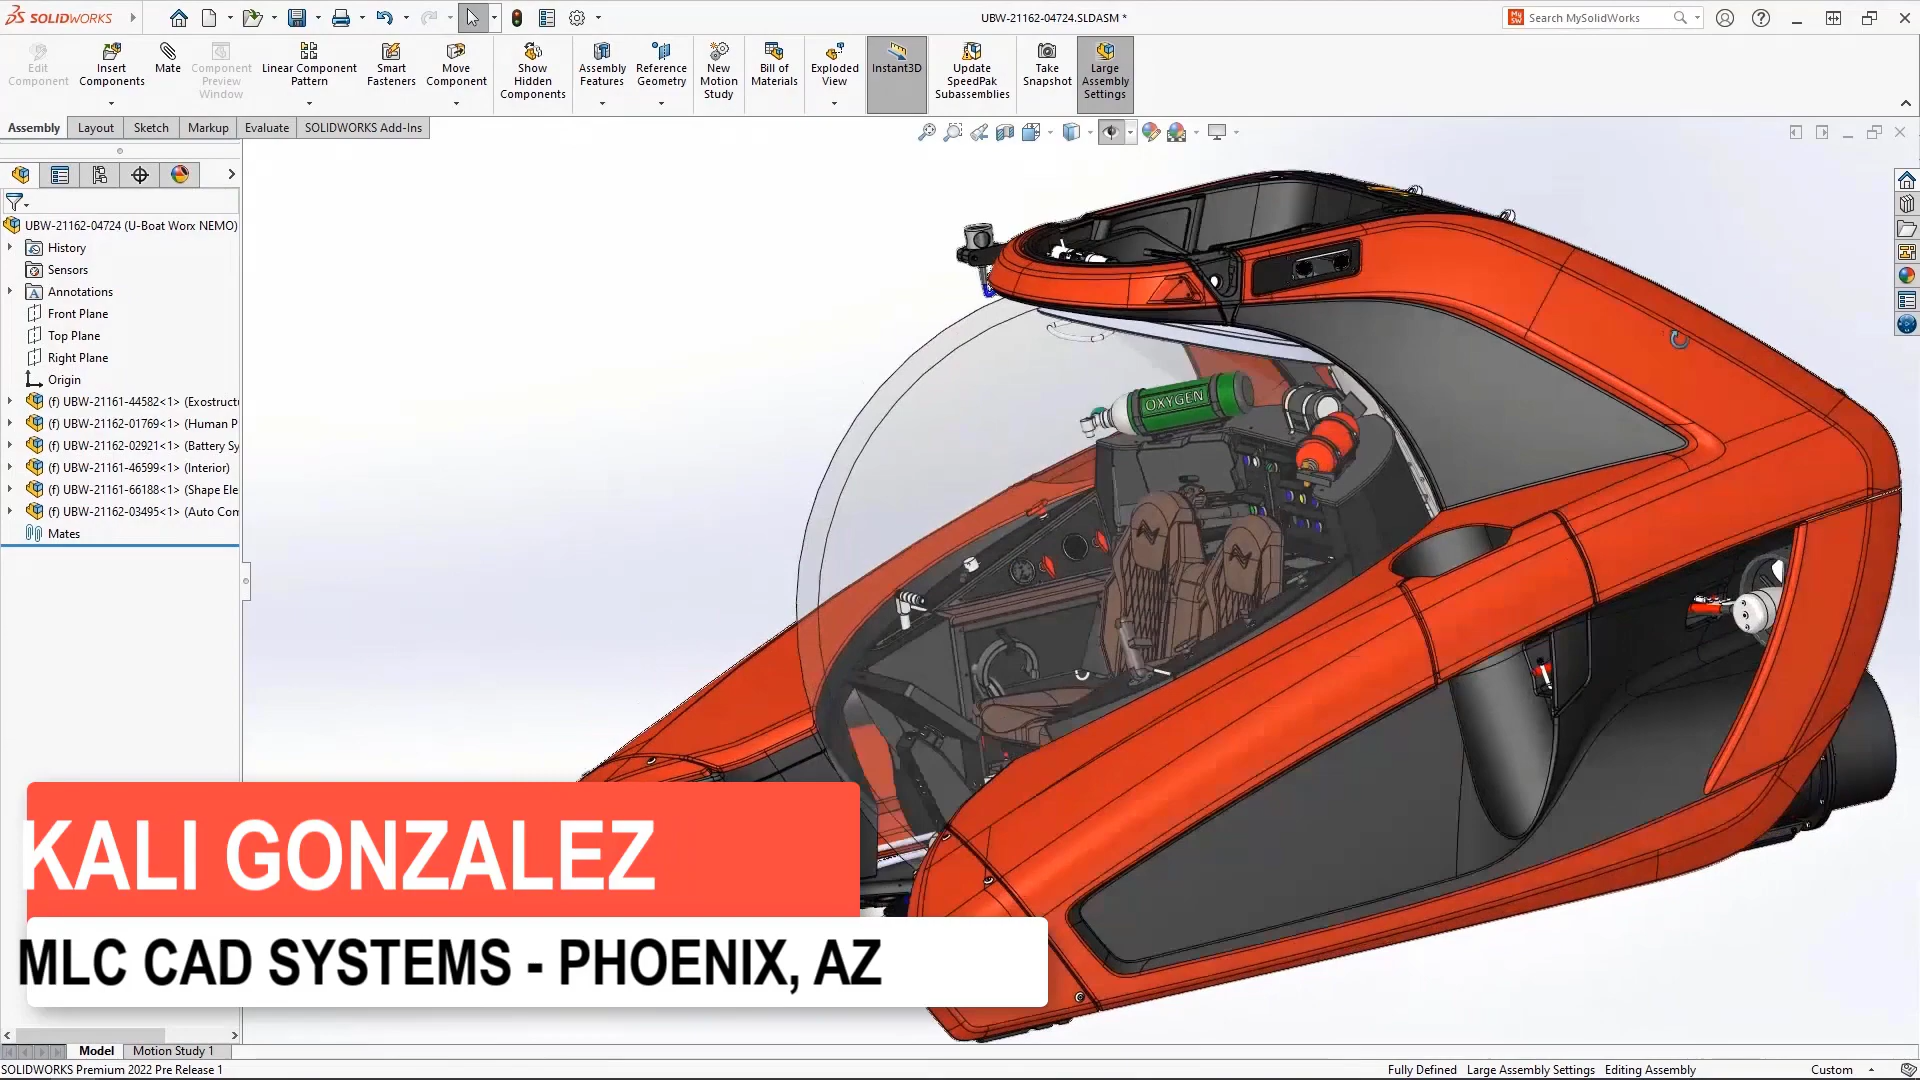 SOLIDWORKS
UBW-21162-04724.SLDASM *
Search MySolidWorks
Edit Component
Insert Components
Mate
Component Preview Window
Linear Component Pattern
Smart Fasteners
Move Component
Show Hidden Components
Assembly Features
Reference Geometry
New Motion Study
Bill of Materials
Exploded View
Instant3D
Update SpeedPak Subassemblies
Take Snapshot
Large Assembly Settings
Assembly
Layout
Sketch
Markup
Evaluate
SOLIDWORKS Add-Ins
UBW-21162-04724 (U-Boat Worx NEMO)
History
Sensors
Annotations
Front Plane
Top Plane
Right Plane
Origin
(f) UBW-21161-44582<1> (Exostructu
(f) UBW-21162-01769<1> (Human P
(f) UBW-21162-02921<1> (Battery Sy
(f) UBW-21161-46599<1> (Interior)
(f) UBW-21161-66188<1> (Shape Ele
(f) UBW-21162-03495<1> (Auto Con
Mates
OXYGEN
KALI GONZALEZ
MLC CAD SYSTEMS - PHOENIX, AZ
Model
Motion Study 1
SOLIDWORKS Premium 2022 Pre Release 1
Fully Defined
Large Assembly Settings
Editing Assembly
Custom